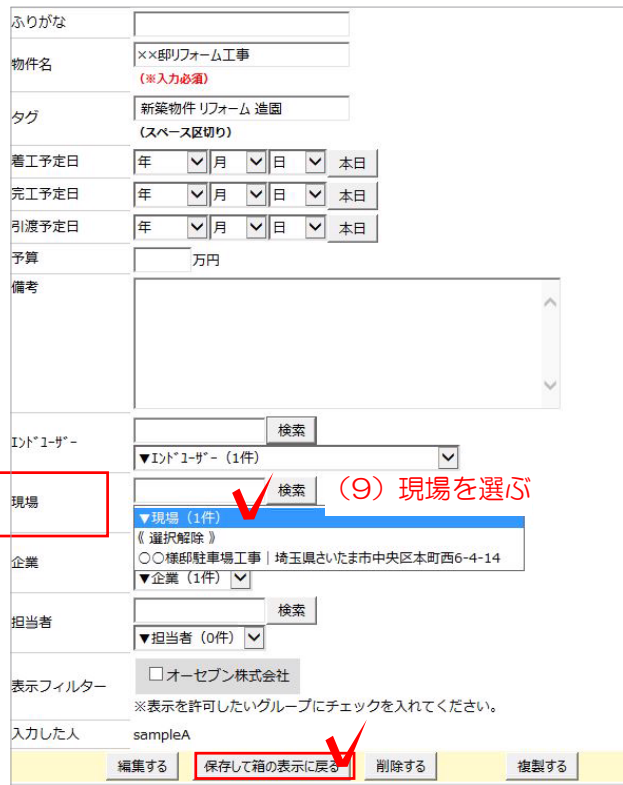 ふりがな
物件名 ××邸リフォーム工事
(※入力必須)
タグ 新築物件 リフォーム 造園
(スペース区切り)
着工予定日 年 月 日 本日
完工予定日 年 月 日 本日
引渡予定日 年 月 日 本日
予算 万円
備考
ｴﾝﾄﾞﾕｰｻﾞｰ 検索
▼ｴﾝﾄﾞﾕｰｻﾞｰ (1件)
現場 検索 (9) 現場を選ぶ
▼現場 (1件)
《 選択解除 》
〇〇様邸駐車場工事 | 埼玉県さいたま市中央区本町西6-4-14
企業
▼企業 (1件)
担当者 検索
▼担当者 (0件)
表示フィルター オーセブン株式会社
※表示を許可したいグループにチェックを入れてください。
入力した人 sampleA
編集する 保存して箱の表示に戻る 削除する 複製する